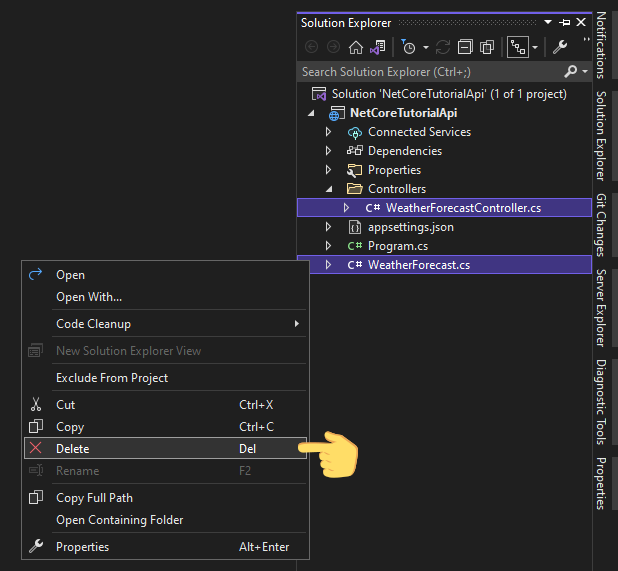 Solution Explorer
Search Solution Explorer (Ctrl+;)
Solution 'NetCoreTutorialApi' (1 of 1 project)
NetCoreTutorialApi
Connected Services
Dependencies
Properties
Controllers
C# WeatherForecastController.cs
appsettings.json
C# Program.cs
C# WeatherForecast.cs
Open
Open With...
Code Cleanup
New Solution Explorer View
Exclude From Project
Cut Ctrl+X
Copy Ctrl+C
Delete Del
Rename F2
Copy Full Path
Open Containing Folder
Properties Alt+Enter
Notifications
Solution Explorer
Git Changes
Server Explorer
Diagnostic Tools
Properties